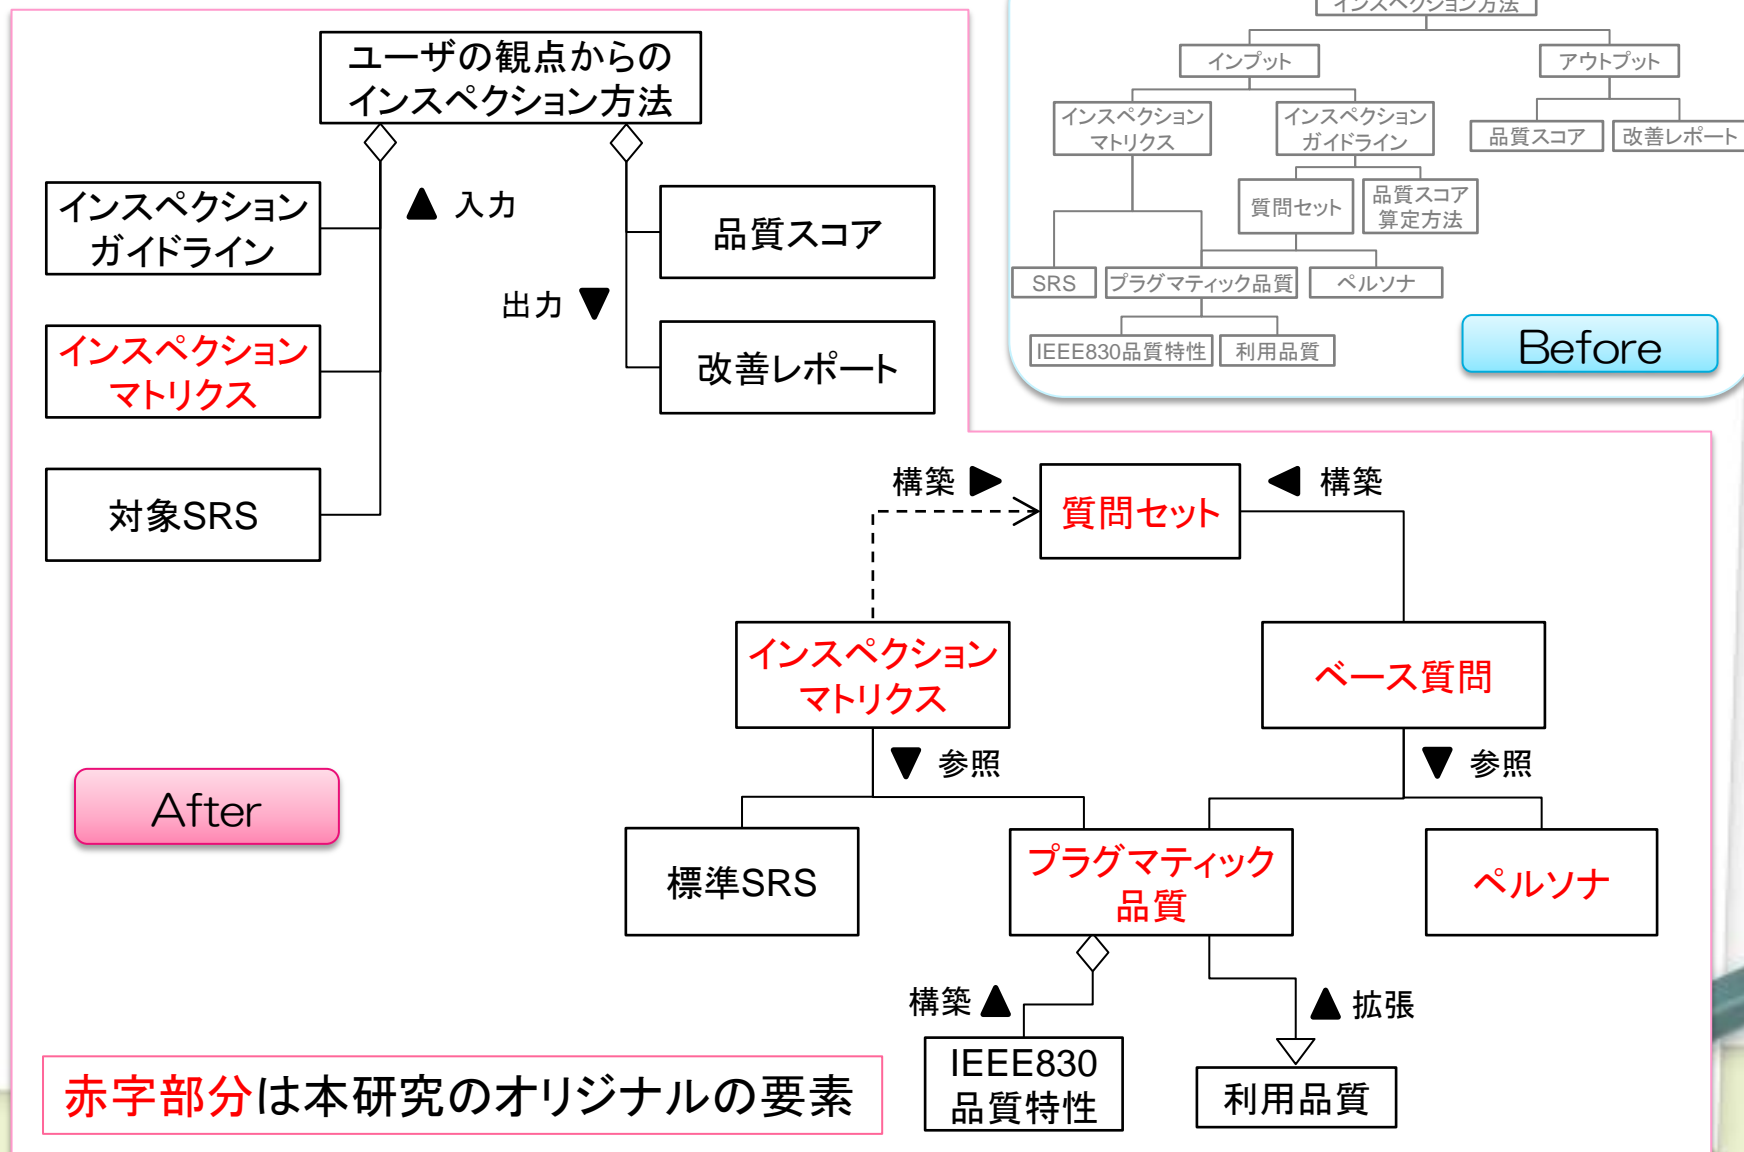 インスペクション方法
インプット
アウトプット
インスペクション
マトリクス
インスペクション
ガイドライン
品質スコア
改善レポート
質問セット
品質スコア
算定方法
SRS
プラグマティック品質
ペルソナ
IEEE830品質特性
利用品質
Before
ユーザの観点からの
インスペクション方法
インスペクション
ガイドライン
▲ 入力
品質スコア
出力 ▼
インスペクション
マトリクス
改善レポート
対象SRS
構築 ▶
質問セット
◀ 構築
インスペクション
マトリクス
ベース質問
▼ 参照
▼ 参照
After
標準SRS
プラグマティック
品質
ペルソナ
構築 ▲
▲ 拡張
IEEE830
品質特性
利用品質
赤字部分は本研究のオリジナルの要素